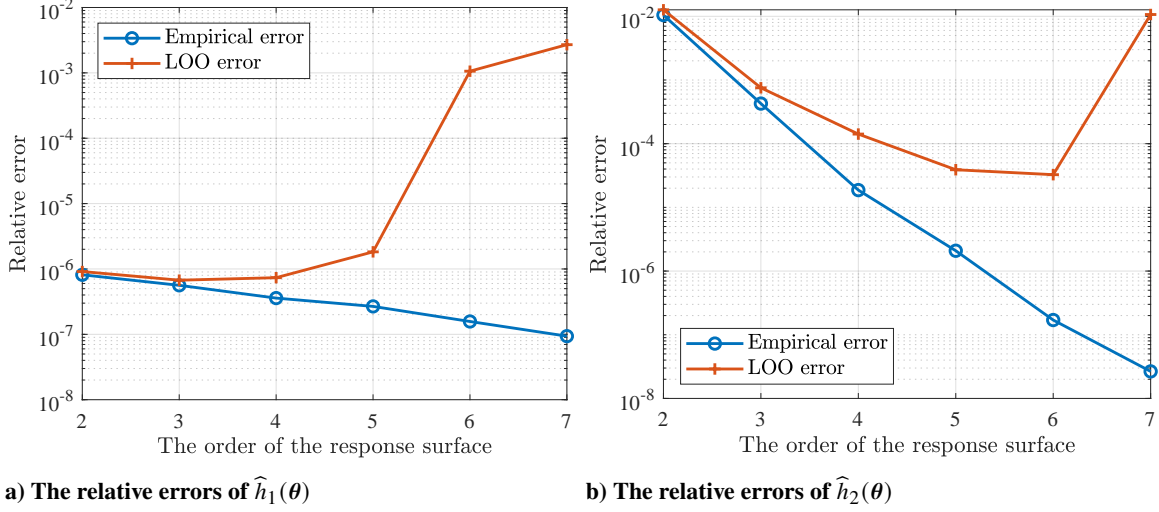 Relative error
10^-2
10^-3
10^-4
10^-5
10^-6
10^-7
10^-8
Empirical error
LOO error
2 3 4 5 6 7
The order of the response surface
a) The relative errors of ĥ₁(θ)
Relative error
10^-2
10^-4
10^-6
10^-8
Empirical error
LOO error
2 3 4 5 6 7
The order of the response surface
b) The relative errors of ĥ₂(θ)